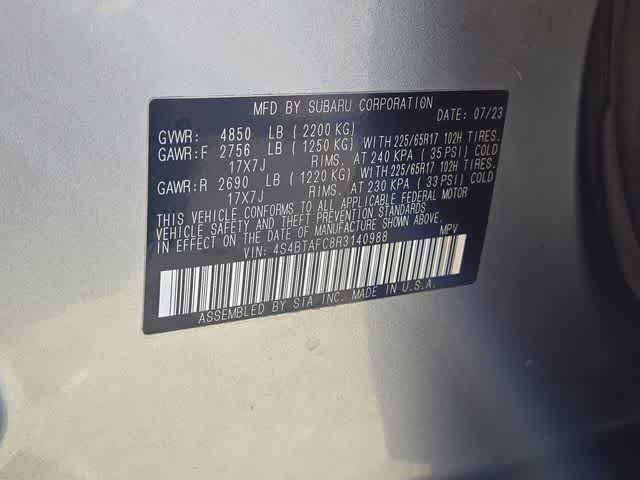 MFD BY SUBARU CORPORATION DATE: 07/23
GVWR: 4850 LB (2200 KG)
GAWR:F 2756 LB (1250 KG) WITH 225/65R17 102H TIRES,
17X7J RIMS, AT 240 KPA (35 PSI) COLD
GAWR:R 2690 LB (1220 KG) WITH 225/65R17 102H TIRES,
17X7J RIMS, AT 230 KPA (33 PSI) COLD
THIS VEHICLE CONFORMS TO ALL APPLICABLE FEDERAL MOTOR
VEHICLE SAFETY AND THEFT PREVENTION STANDARDS
IN EFFECT ON THE DATE OF MANUFACTURE SHOWN ABOVE.
VIN: 4S4BTAFC8R3140988 MPV
ASSEMBLED BY SIA INC. MADE IN U.S.A.